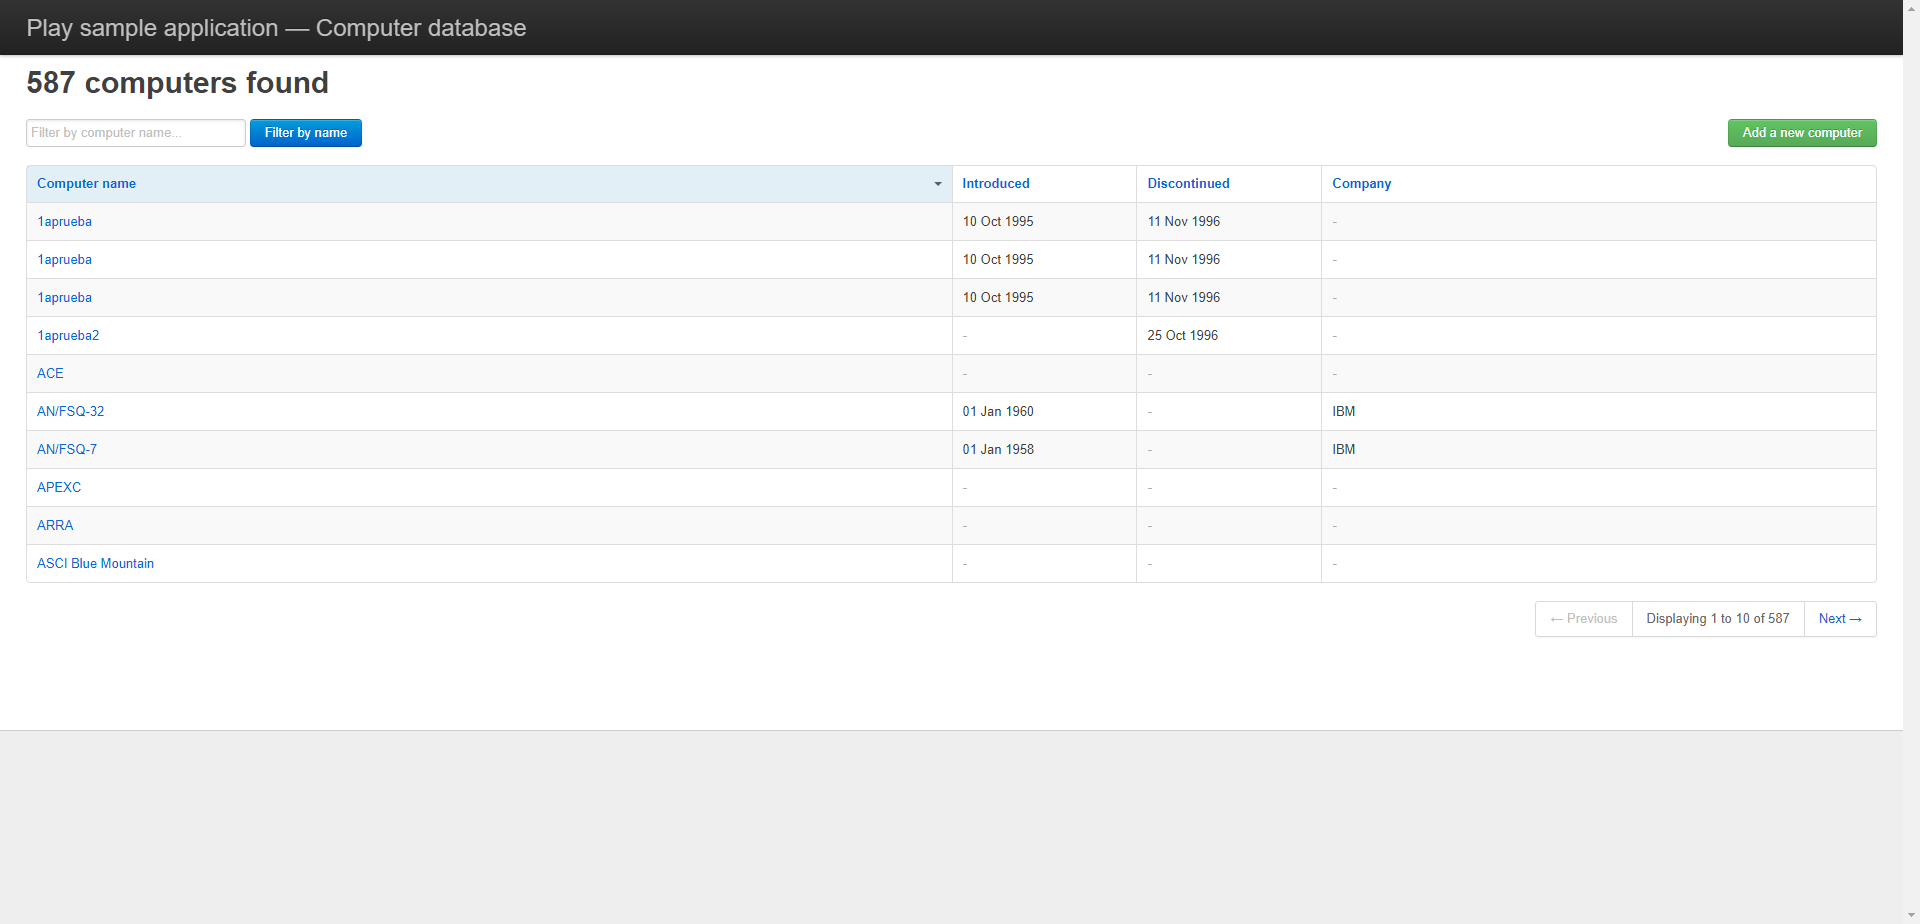 Play sample application — Computer database
587 computers found
Filter by computer name... Filter by name Add a new computer
Computer name Introduced Discontinued Company
1aprueba 10 Oct 1995 11 Nov 1996 -
1aprueba 10 Oct 1995 11 Nov 1996 -
1aprueba 10 Oct 1995 11 Nov 1996 -
1aprueba2 - 25 Oct 1996 -
ACE - - -
AN/FSQ-32 01 Jan 1960 - IBM
AN/FSQ-7 01 Jan 1958 - IBM
APEXC - - -
ARRA - - -
ASCI Blue Mountain - - -
← Previous Displaying 1 to 10 of 587 Next →